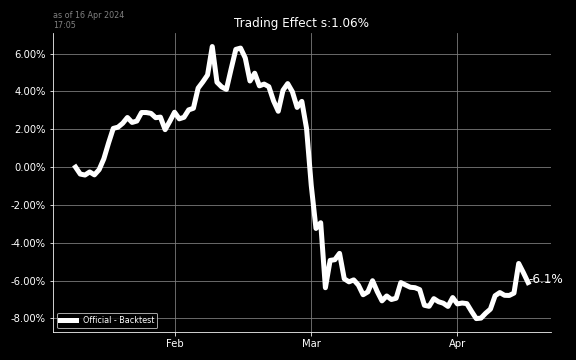 as of 16 Apr 2024
17:05
Trading Effect s:1.06%
6.00%
4.00%
2.00%
0.00%
-2.00%
-4.00%
-6.00%
-8.00%
-6.1%
Official - Backtest
Feb
Mar
Apr